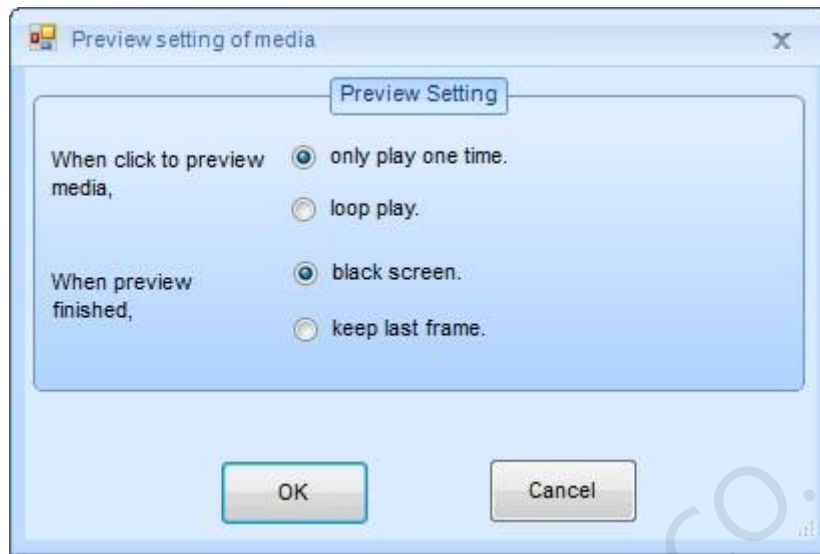 Preview setting of media
Preview Setting
When click to preview
media,
only play one time.
loop play.
When preview
finished,
black screen.
keep last frame.
OK
Cancel